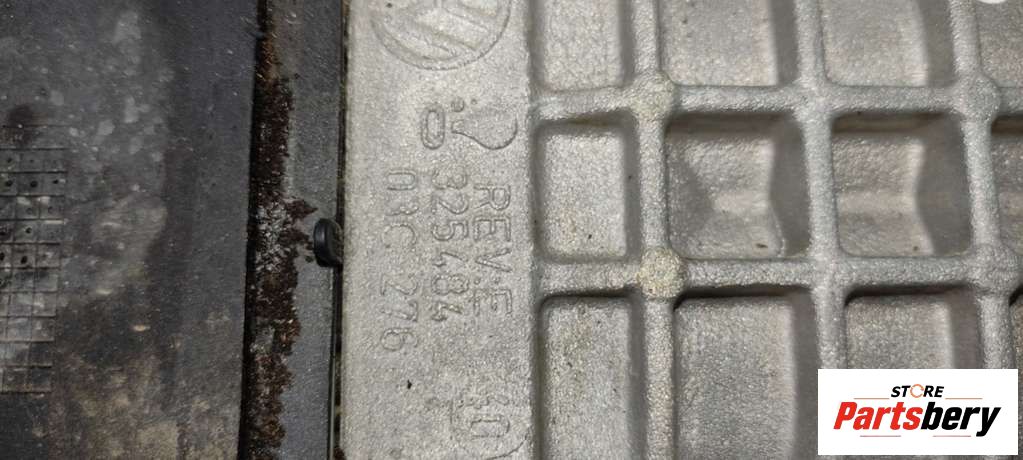 REV.E
325484
03C 276
STORE
Partsbery